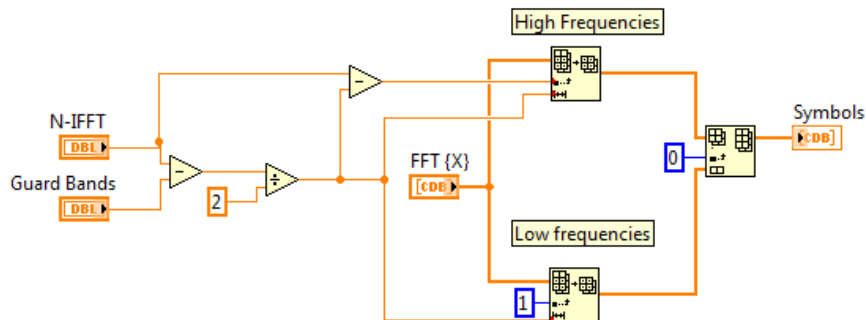 High Frequencies
N-IFFT
DBL
Guard Bands
DBL
2
FFT {X}
[CDB]
0
Symbols
[CDB]
Low frequencies
1